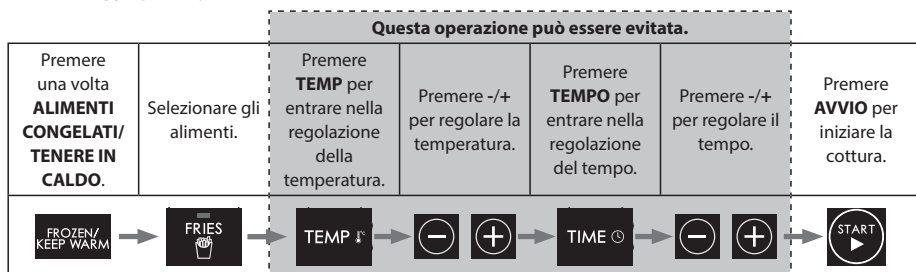 Questa operazione può essere evitata.
Premere
una volta
ALIMENTI
CONGELATI/
TENERE IN
CALDO.
Selezionare gli
alimenti.
Premere
TEMP per
entrare nella
regolazione
della
temperatura.
Premere -/+
per regolare la
temperatura.
Premere
TEMPO per
entrare nella
regolazione
del tempo.
Premere -/+
per regolare il
tempo.
Premere
AVVIO per
iniziare la
cottura.
FROZEN/
KEEP WARM
FRIES
TEMP °C
- +
TIME
- +
START